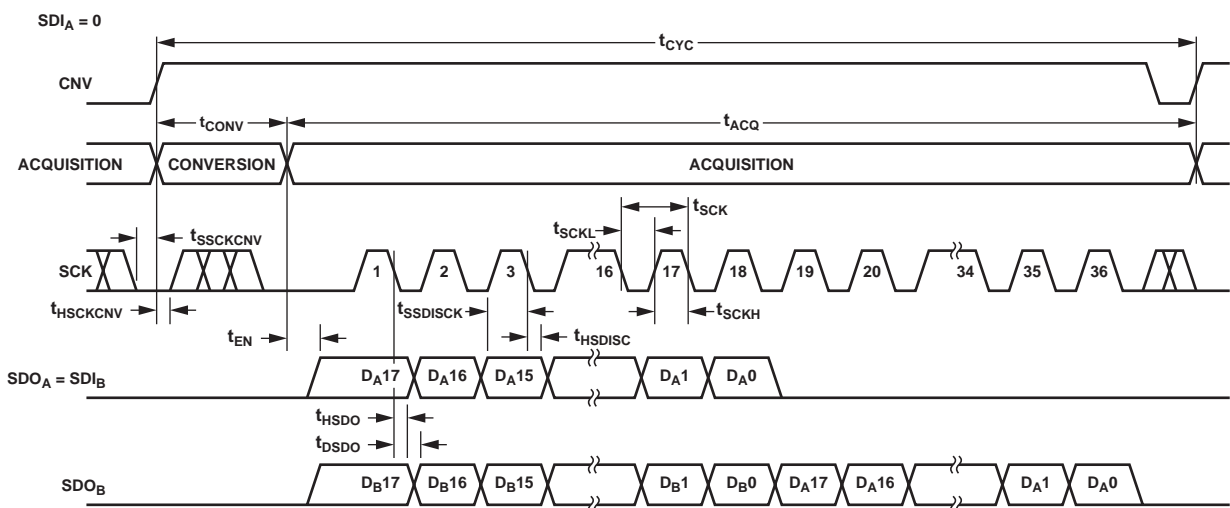 SDIA = 0
tCYC
CNV
tCONV
tACQ
ACQUISITION CONVERSION ACQUISITION
tSCK
tSSCKCNV tSCKL
SCK 1 2 3 16 17 18 19 20 34 35 36
tHSCKCNV tSSDISCK tSCKH
tEN tHSDISC
SDOA = SDIB DA17 DA16 DA15 DA1 DA0
tHSDO
tDSDO
SDOB DB17 DB16 DB15 DB1 DB0 DA17 DA16 DA1 DA0